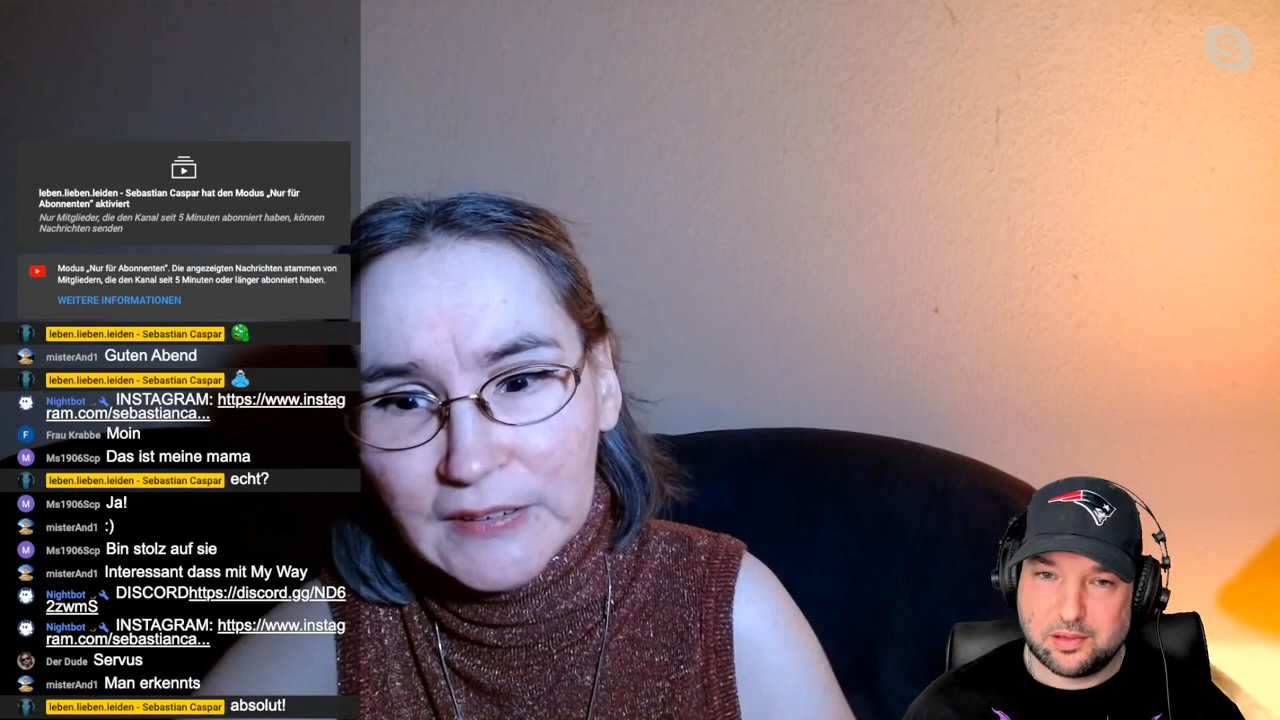 S
leben.lieben.leiden - Sebastian Caspar hat den Modus „Nur für
Abonnenten“ aktiviert
Nur Mitglieder, die den Kanal seit 5 Minuten abonniert haben, können
Nachrichten senden
Modus „Nur für Abonnenten“. Die angezeigten Nachrichten stammen von
Mitgliedern, die den Kanal seit 5 Minuten oder länger abonniert haben.
WEITERE INFORMATIONEN
leben.lieben.leiden - Sebastian Caspar
misterAnd1 Guten Abend
leben.lieben.leiden - Sebastian Caspar
Nightbot INSTAGRAM: https://www.instag
ram.com/sebastianca...
F Frau Krabbe Moin
M Ms1906Scp Das ist meine mama
leben.lieben.leiden - Sebastian Caspar echt?
M Ms1906Scp Ja!
misterAnd1 :)
M Ms1906Scp Bin stolz auf sie
misterAnd1 Interessant dass mit My Way
Nightbot DISCORDhttps://discord.gg/ND6
2zwmS
Nightbot INSTAGRAM: https://www.instag
ram.com/sebastianca...
Der Dude Servus
misterAnd1 Man erkennts
leben.lieben.leiden - Sebastian Caspar absolut!